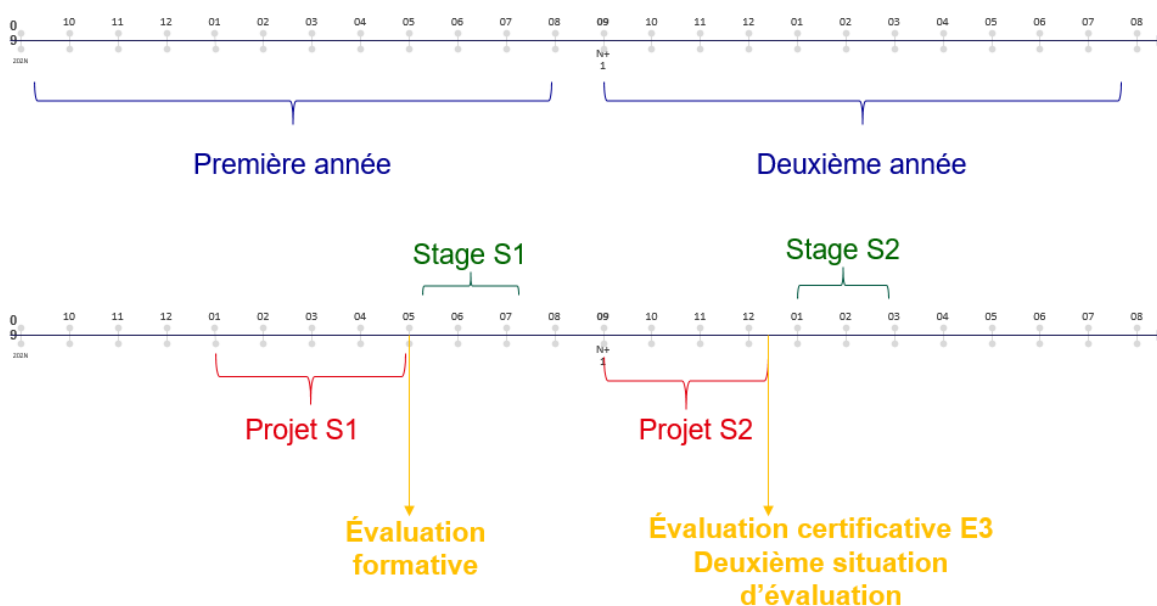 0 10 11 12 01 02 03 04 05 06 07 08 09 10 11 12 01 02 03 04 05 06 07 08
9
202N
N+
1
Première année Deuxième année
Stage S1 Stage S2
0 10 11 12 01 02 03 04 05 06 07 08 09 10 11 12 01 02 03 04 05 06 07 08
9
202N
N+
1
Projet S1 Projet S2
Évaluation
formative
Évaluation certificative E3
Deuxième situation
d’évaluation